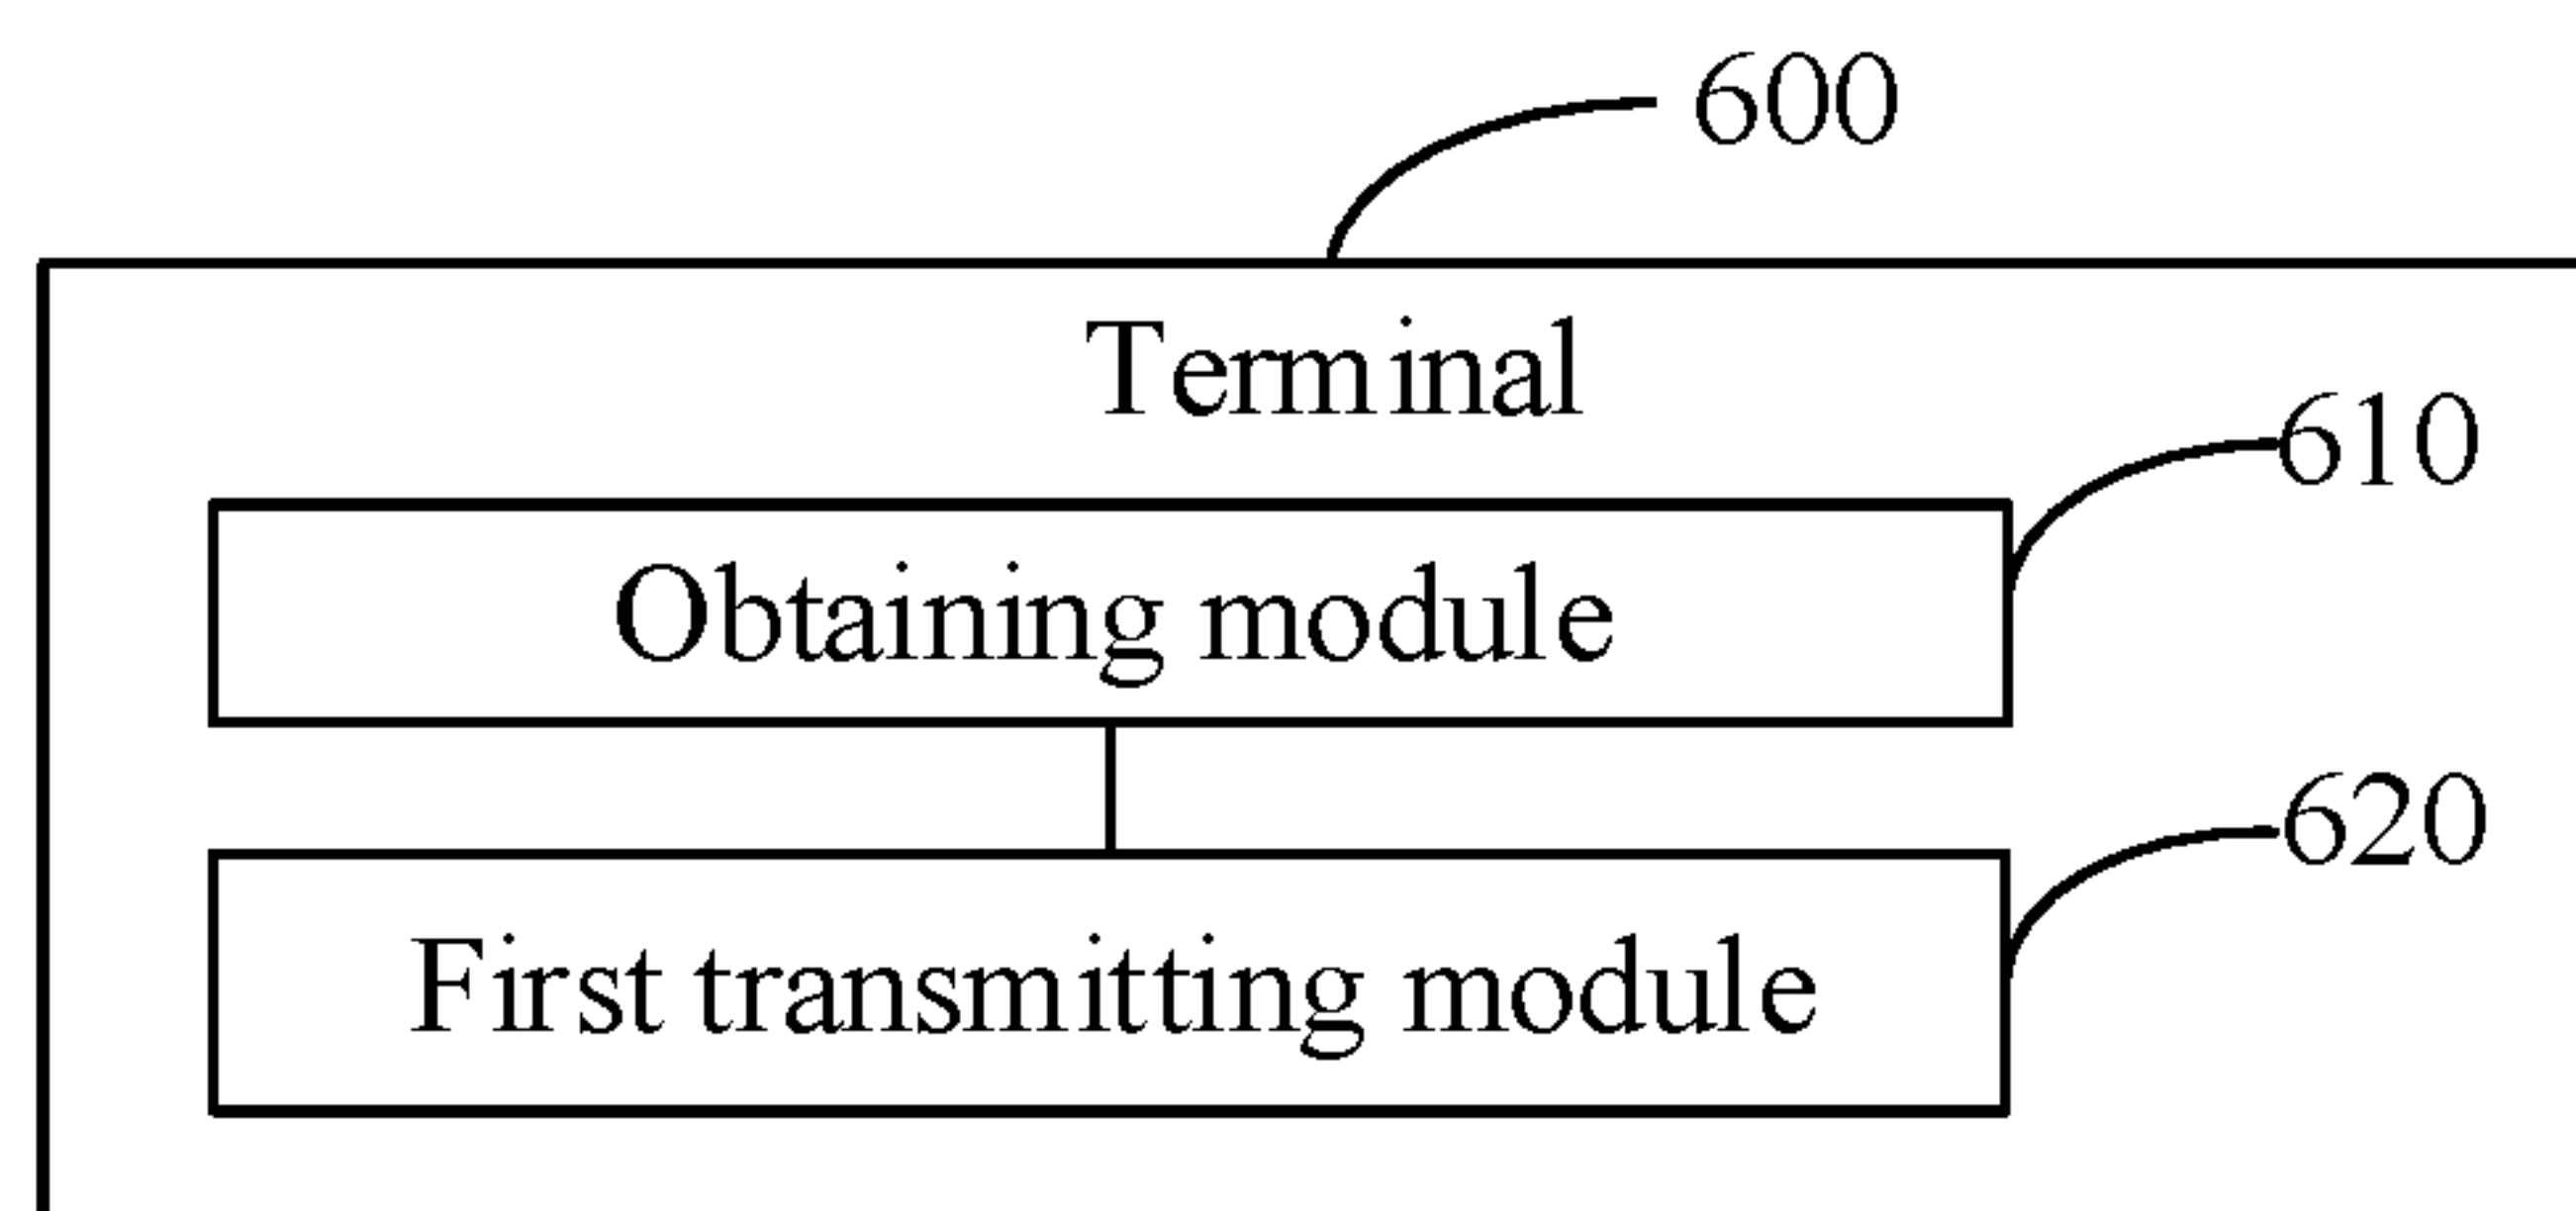 600
Terminal
610
Obtaining module
620
First transmitting module